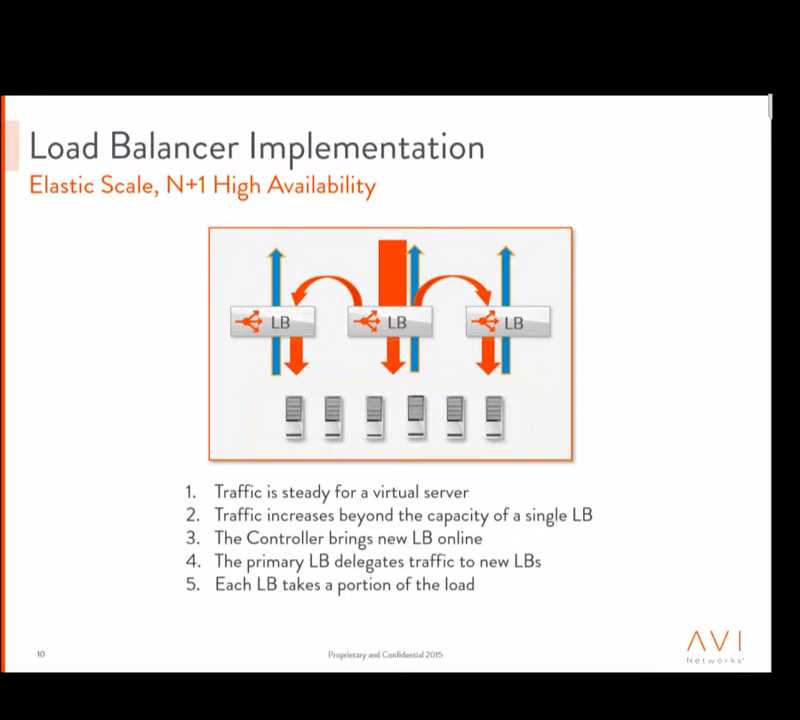 Load Balancer Implementation
Elastic Scale, N+1 High Availability
LB LB LB
1. Traffic is steady for a virtual server
2. Traffic increases beyond the capacity of a single LB
3. The Controller brings new LB online
4. The primary LB delegates traffic to new LBs
5. Each LB takes a portion of the load
10
Proprietary and Confidential 2015
AVI
Networks